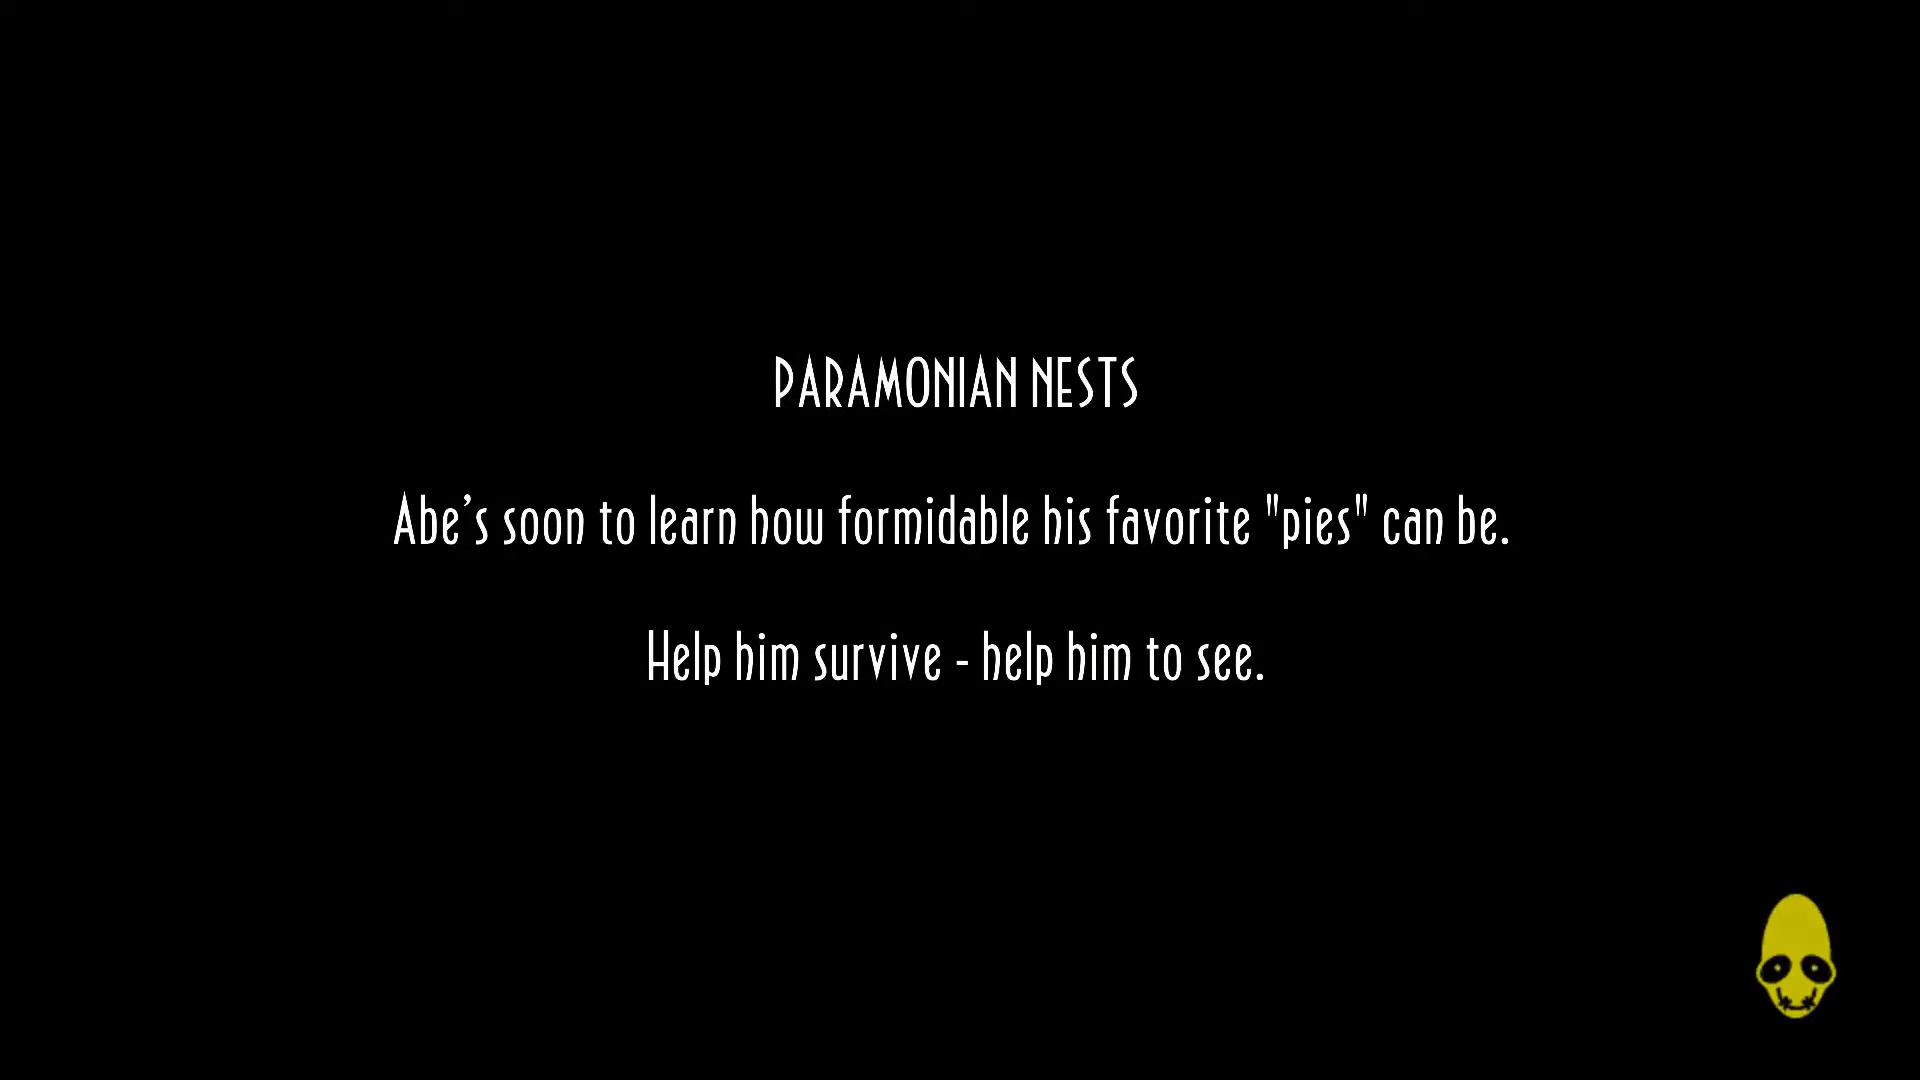 PARAMONIAN NESTS
Abe’s soon to learn how formidable his favorite "pies" can be.
Help him survive - help him to see.